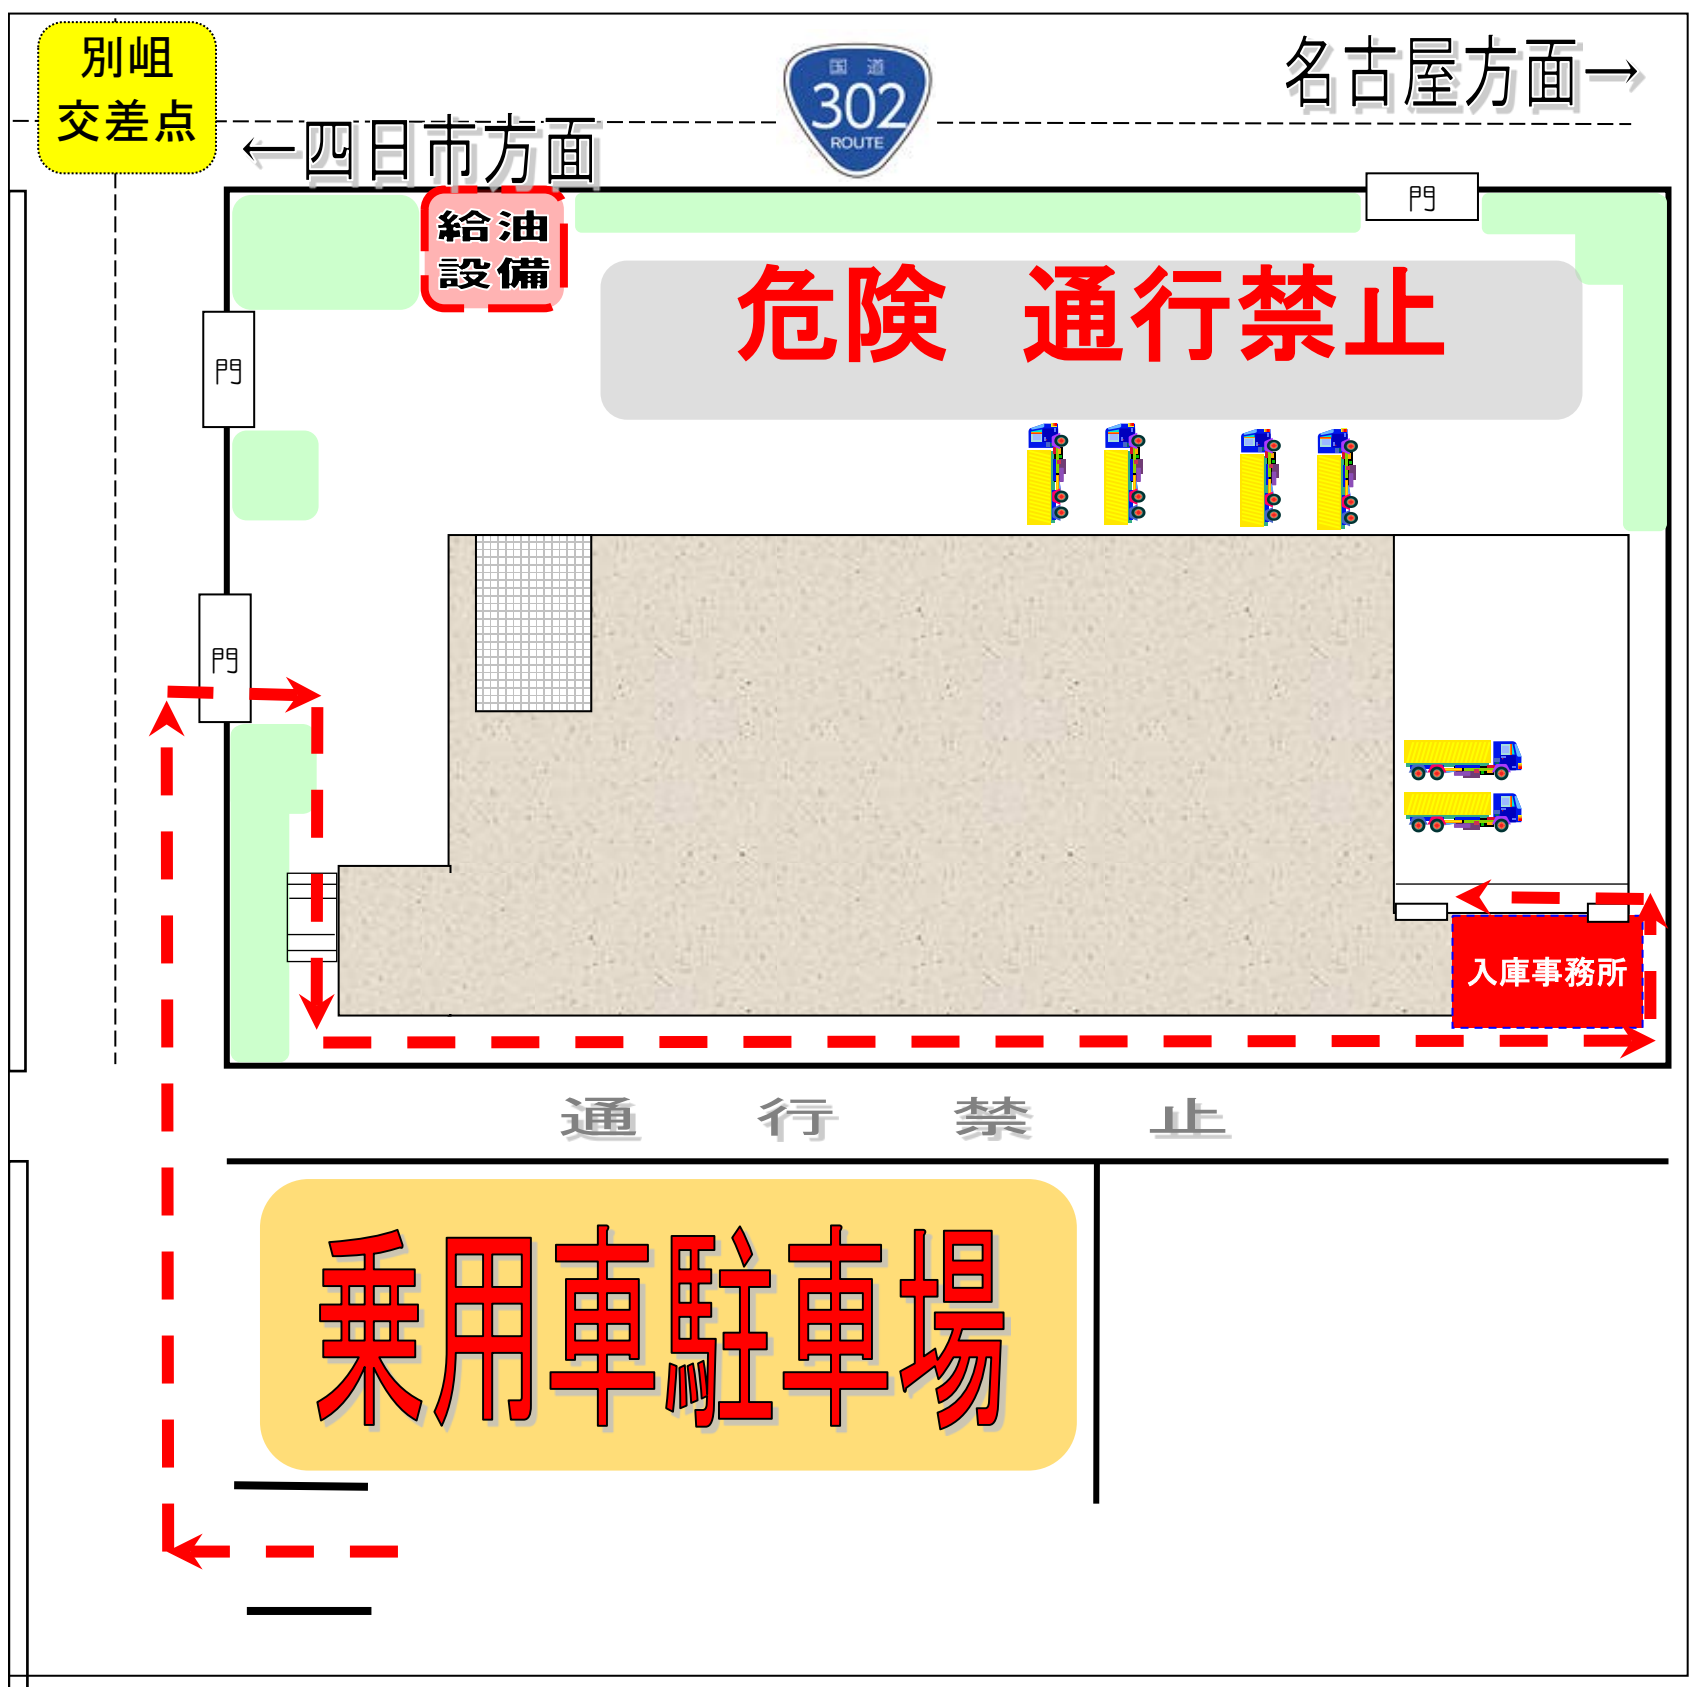 別岨
交差点
国道
302
ROUTE
名古屋方面→
←四日市方面
門
給油
設備
危険 通行禁止
門
門
入庫事務所
通行禁止
乗用車駐車場